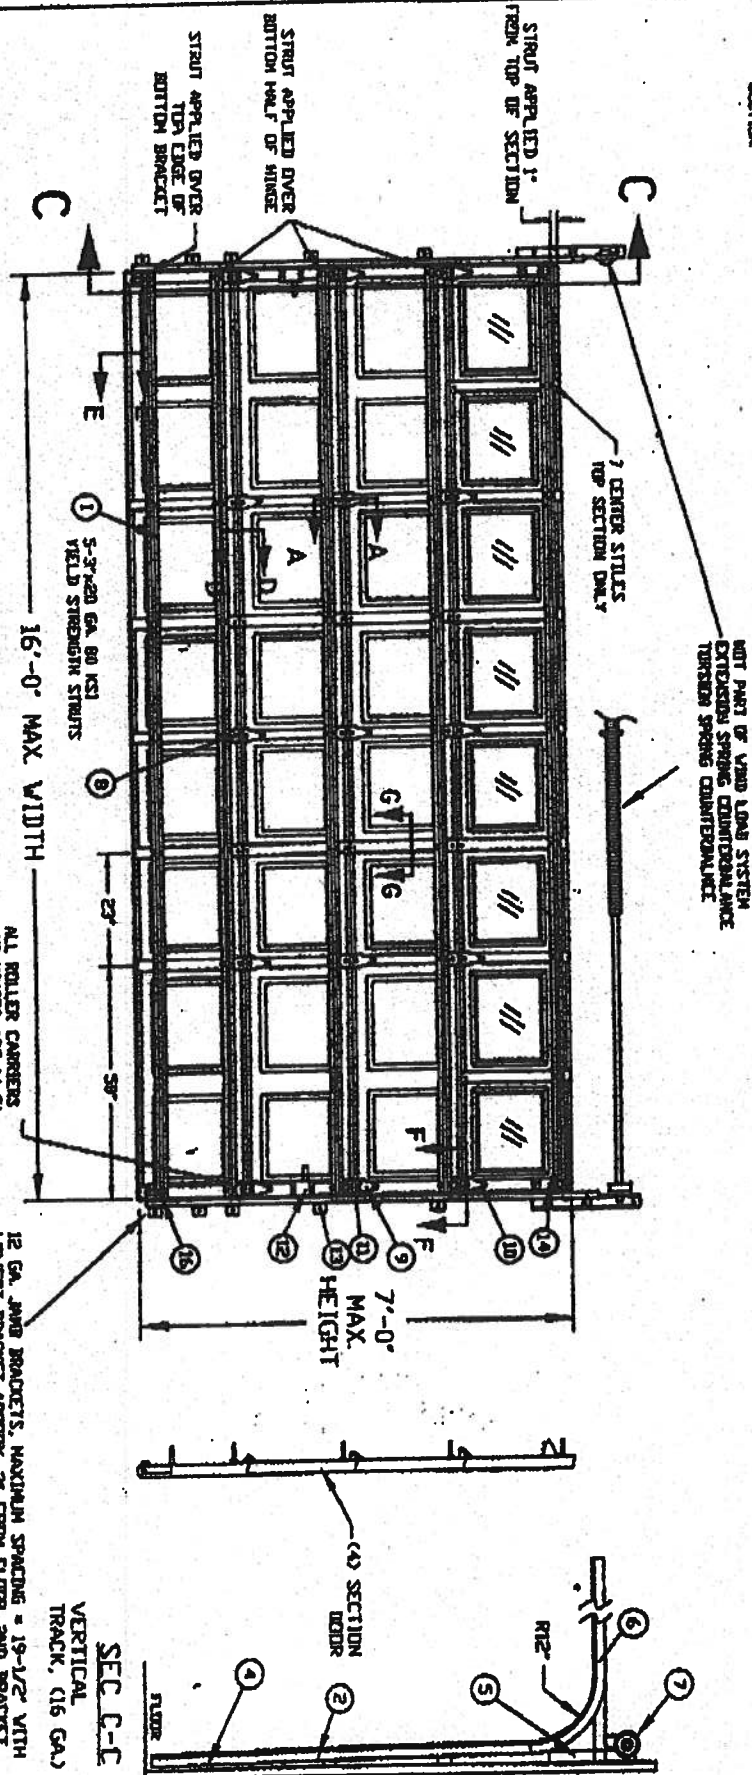 STRUT APPLIED 1"
FROM TOP OF SECTION
STRUT APPLIED OVER
BOTTOM HALF OF HINGE
STRUT APPLIED OVER
TOP EDGE OF
BOTTOM BRACKET
C
C
7 CENTER STILES
TOP SECTION ONLY
NOT PART OF WIND LOAD SYSTEM
EXTENSION SPRING COUNTERBALANCE
TORSION SPRING COUNTERBALANCE
E
A
A
D
D
G
G
F
F
1
5-3"x20 GA. 80 KSI
YIELD STRENGTH STRUTS
8
16'-0" MAX WIDTH
23"
ALL ROLLER CARRIERS
16
12
13
11
9
10
14
7'-0"
MAX.
HEIGHT
12 GA. JAMB BRACKETS, MAXIMUM SPACING = 19-1/2" WITH
(4) SECTION
DOOR
SEC C-C
VERTICAL
TRACK, (16 GA.)
FLOOR
R12"
4
2
5
6
7